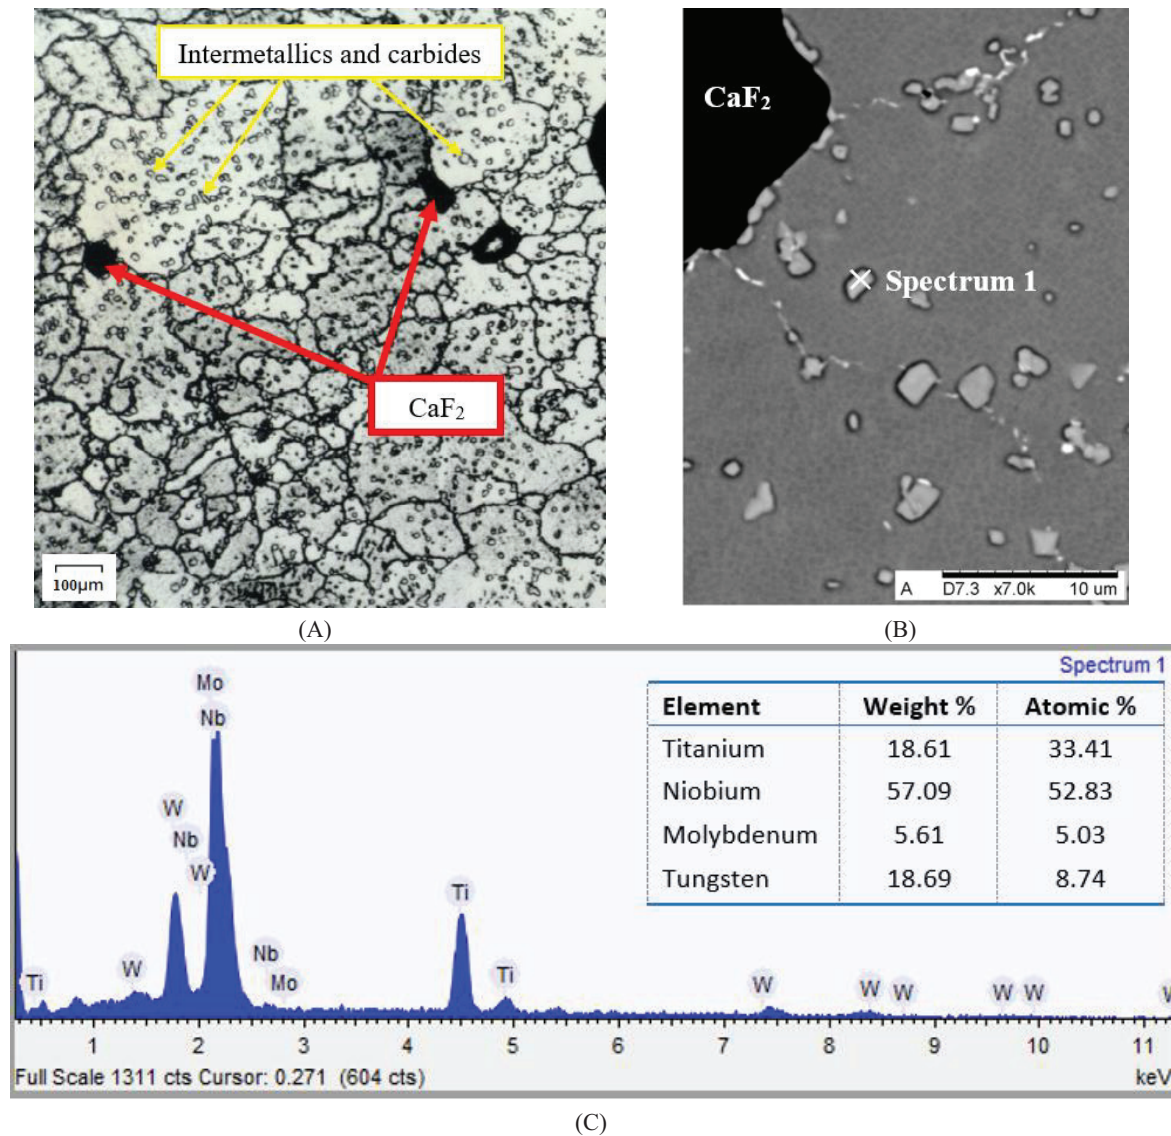 Intermetallics and carbides
CaF₂
100μm
(A)
CaF₂
Spectrum 1
A D7.3 x7.0k 10 um
(B)
Spectrum 1
Element Weight % Atomic %
Titanium 18.61 33.41
Niobium 57.09 52.83
Molybdenum 5.61 5.03
Tungsten 18.69 8.74
Mo
Nb
W
Nb
W
Ti
Nb
Ti W Mo Ti W W W W W W
1 2 3 4 5 6 7 8 9 10 11
Full Scale 1311 cts Cursor: 0.271 (604 cts) keV
(C)